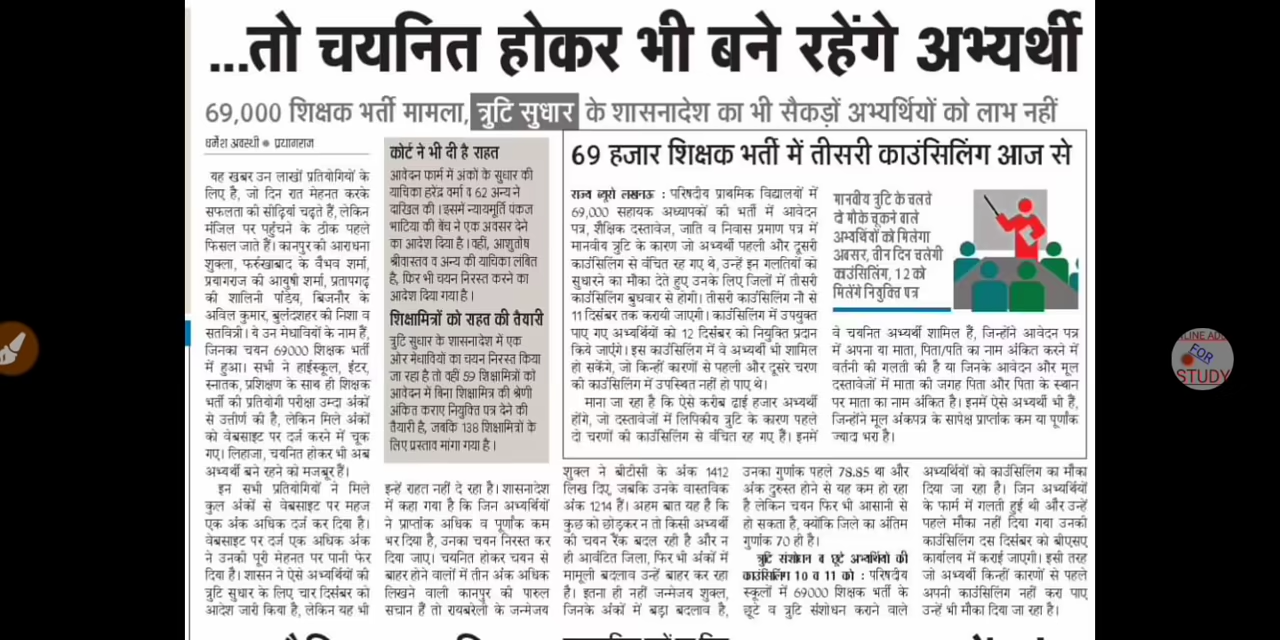 ...तो चयनित होकर भी बने रहेंगे अभ्यर्थी
69,000 शिक्षक भर्ती मामला, त्रुटि सुधार के शासनादेश का भी सैकड़ों अभ्यर्थियों को लाभ नहीं
धर्मेश अवस्थी ● प्रयागराज
यह खबर उन लाखों प्रतियोगियों के
लिए है, जो दिन रात मेहनत करके
सफलता की सीढ़ियां चढ़ते हैं, लेकिन
मंजिल पर पहुंचने के ठीक पहले
फिसल जाते हैं। कानपुर की आराधना
शुक्ला, फर्रुखाबाद के वैभव शर्मा,
प्रयागराज की आयुषी शर्मा, प्रतापगढ़
की शालिनी पांडेय, बिजनौर के
अविल कुमार, बुलंदशहर की निशा व
सतवित्री। ये उन मेधावियों के नाम हैं,
जिनका चयन 69000 शिक्षक भर्ती
में हुआ। सभी ने हाईस्कूल, इंटर,
स्नातक, प्रशिक्षण के साथ ही शिक्षक
भर्ती की प्रतियोगी परीक्षा उम्दा अंकों
से उत्तीर्ण की है, लेकिन मिले अंकों
को वेबसाइट पर दर्ज करने में चूक
गए। लिहाजा, चयनित होकर भी अब
अभ्यर्थी बने रहने को मजबूर हैं।
इन सभी प्रतियोगियों ने मिले
कुल अंकों से वेबसाइट पर महज
एक अंक अधिक दर्ज कर दिया है।
वेबसाइट पर दर्ज एक अधिक अंक
ने उनकी पूरी मेहनत पर पानी फेर
दिया है। शासन ने ऐसे अभ्यर्थियों की
त्रुटि सुधार के लिए चार दिसंबर को
आदेश जारी किया है, लेकिन यह भी
कोर्ट ने भी दी है राहत
आवेदन फार्म में अंकों के सुधार की
याचिका हरेंद्र वर्मा व 62 अन्य ने
दाखिल की। इसमें न्यायमूर्ति पंकज
भाटिया की बेंच ने एक अवसर देने
का आदेश दिया है। वहीं, आशुतोष
श्रीवास्तव व अन्य की याचिका लंबित
है, फिर भी चयन निरस्त करने का
आदेश दिया गया है।
शिक्षामित्रों को राहत की तैयारी
त्रुटि सुधार के शासनादेश में एक
ओर मेधावियों का चयन निरस्त किया
जा रहा है तो वहीं 59 शिक्षामित्रों को
आवेदन में बिना शिक्षामित्र की श्रेणी
अंकित कराए नियुक्ति पत्र देने की
तैयारी है, जबकि 138 शिक्षामित्रों के
लिए प्रस्ताव मांगा गया है।
इन्हें राहत नहीं दे रहा है। शासनादेश
में कहा गया है कि जिन अभ्यर्थियों
ने प्राप्तांक अधिक व पूर्णांक कम
भर दिया है, उनका चयन निरस्त कर
दिया जाए। चयनित होकर चयन से
बाहर होने वालों में तीन अंक अधिक
लिखने वाली कानपुर की पारुल
सचान हैं तो रायबरेली के जन्मेजय
69 हजार शिक्षक भर्ती में तीसरी काउंसिलिंग आज से
राज्य ब्यूरो लखनऊ : परिषदीय प्राथमिक विद्यालयों में
69,000 सहायक अध्यापकों की भर्ती में आवेदन
पत्र, शैक्षिक दस्तावेज, जाति व निवास प्रमाण पत्र में
मानवीय त्रुटि के कारण जो अभ्यर्थी पहली और दूसरी
काउंसिलिंग से वंचित रह गए थे, उन्हें इन गलतियों को
सुधारने का मौका देते हुए उनके लिए जिलों में तीसरी
काउंसिलिंग बुधवार से होगी। तीसरी काउंसिलिंग नौ से
11 दिसंबर तक करायी जाएगी। काउंसिलिंग में उपयुक्त
पाए गए अभ्यर्थियों को 12 दिसंबर को नियुक्ति प्रदान
किये जाएंगे। इस काउंसिलिंग में वे अभ्यर्थी भी शामिल
हो सकेंगे, जो किन्हीं कारणों से पहली और दूसरे चरण
की काउंसिलिंग में उपस्थित नहीं हो पाए थे।
माना जा रहा है कि ऐसे करीब ढाई हजार अभ्यर्थी
होंगे, जो दस्तावेजों में लिपिकीय त्रुटि के कारण पहले
दो चरणों की काउंसिलिंग से वंचित रह गए हैं। इनमें
मानवीय त्रुटि के चलते
दो मौके चूकने वाले
अभ्यर्थियों को मिलेगा
अवसर, तीन दिन चलेगी
काउंसिलिंग, 12 को
मिलेंगे नियुक्ति पत्र
वे चयनित अभ्यर्थी शामिल हैं, जिन्होंने आवेदन पत्र
में अपना या माता, पिता/पति का नाम अंकित करने में
वर्तनी की गलती की है या जिनके आवेदन और मूल
दस्तावेजों में माता की जगह पिता और पिता के स्थान
पर माता का नाम अंकित है। इनमें ऐसे अभ्यर्थी भी हैं,
जिन्होंने मूल अंकपत्र के सापेक्ष प्राप्तांक कम या पूर्णांक
ज्यादा भरा है।
शुक्ल ने बीटीसी के अंक 1412
लिख दिए, जबकि उनके वास्तविक
अंक 1214 हैं। अहम बात यह है कि
कुछ को छोड़कर न तो किसी अभ्यर्थी
की चयन रैंक बदल रही है और न
ही आवंटित जिला, फिर भी अंकों में
मामूली बदलाव उन्हें बाहर कर रहा
है। इतना ही नहीं जन्मेजय शुक्ल,
जिनके अंकों में बड़ा बदलाव है,
उनका गुणांक पहले 78.85 था और
अंक दुरुस्त होने से यह कम हो रहा
है लेकिन चयन फिर भी आसानी से
हो सकता है, क्योंकि जिले का अंतिम
गुणांक 70 ही है।
त्रुटि संशोधन व छूटे अभ्यर्थियों की
काउंसिलिंग 10 व 11 को : परिषदीय
स्कूलों में 69000 शिक्षक भर्ती के
छूटे व त्रुटि संशोधन कराने वाले
अभ्यर्थियों को काउंसिलिंग का मौका
दिया जा रहा है। जिन अभ्यर्थियों
के फार्म में गलती हुई थी और उन्हें
पहले मौका नहीं दिया गया उनकी
काउंसिलिंग दस दिसंबर को बीएसए
कार्यालय में कराई जाएगी। इसी तरह
जो अभ्यर्थी किन्हीं कारणों से पहले
अपनी काउंसिलिंग नहीं करा पाए
उन्हें भी मौका दिया जा रहा है।
FOR
STUDY